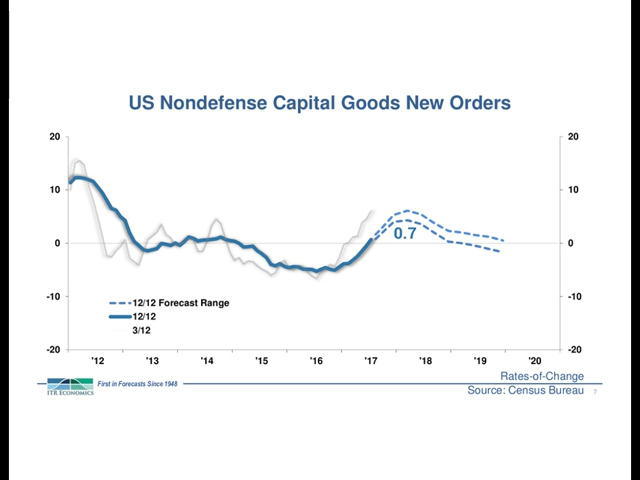 US Nondefense Capital Goods New Orders
20 20
10 10
0.7
0 0
-10 -10
12/12 Forecast Range
12/12
3/12
-20 -20
'12 '13 '14 '15 '16 '17 '18 '19 '20
Rates-of-Change
First in Forecasts Since 1948
ITR ECONOMICS
Source: Census Bureau 7